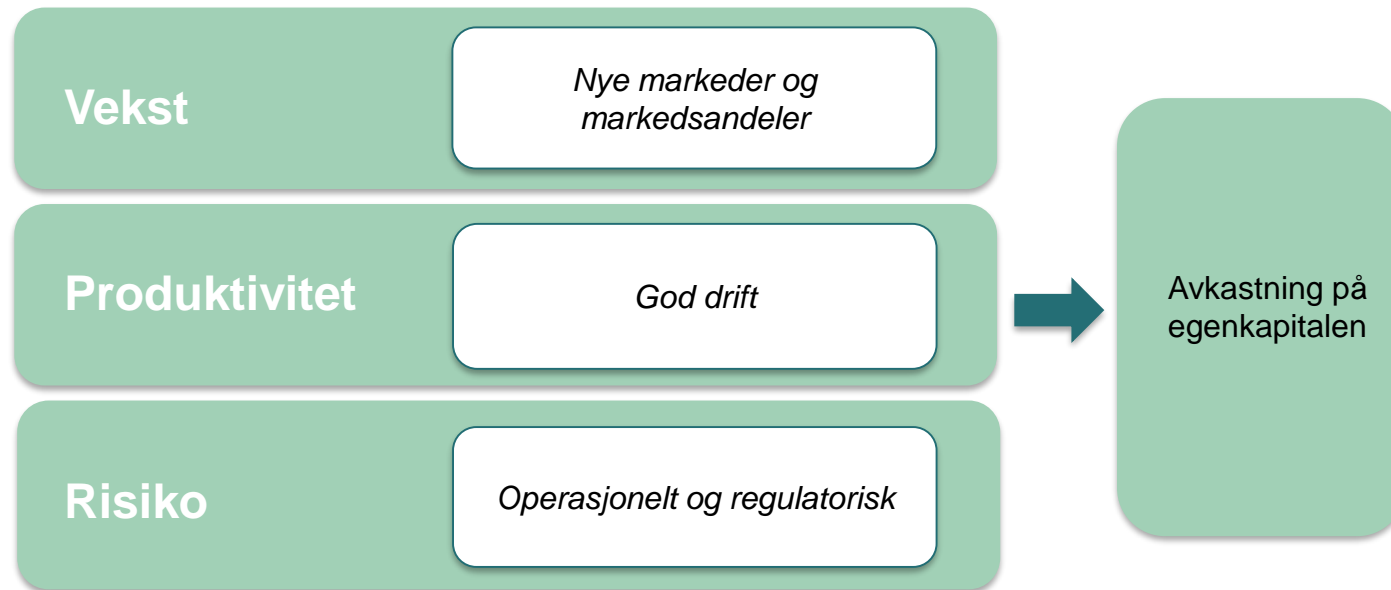 Vekst
Nye markeder og
markedsandeler
Produktivitet
God drift
Risiko
Operasjonelt og regulatorisk
Avkastning på
egenkapitalen